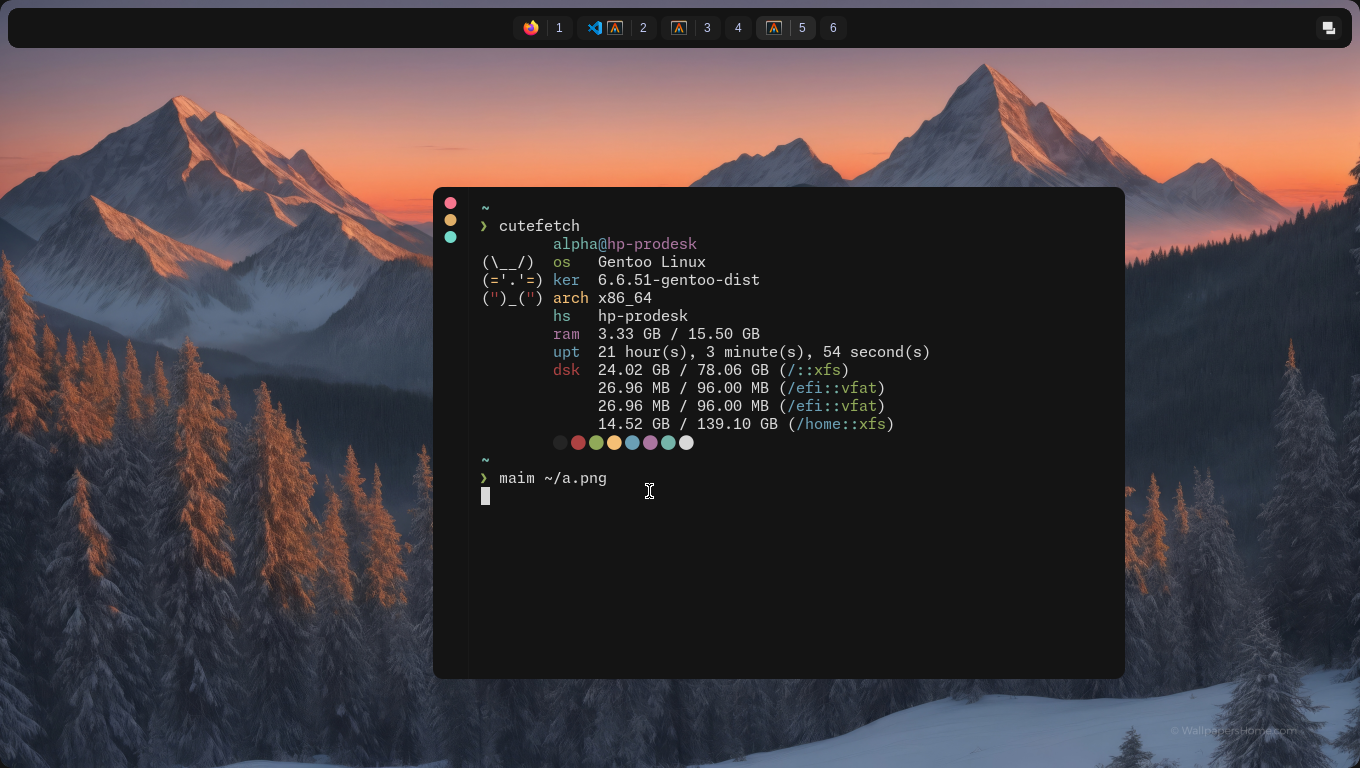 1 2 3 4 5 6
~
❯ cutefetch
alpha@hp-prodesk
(\__/) os Gentoo Linux
(='.'=) ker 6.6.51-gentoo-dist
(")_(") arch x86_64
hs hp-prodesk
ram 3.33 GB / 15.50 GB
upt 21 hour(s), 3 minute(s), 54 second(s)
dsk 24.02 GB / 78.06 GB (/::xfs)
26.96 MB / 96.00 MB (/efi::vfat)
26.96 MB / 96.00 MB (/efi::vfat)
14.52 GB / 139.10 GB (/home::xfs)
~
❯ maim ~/a.png
© WallpapersHome.com